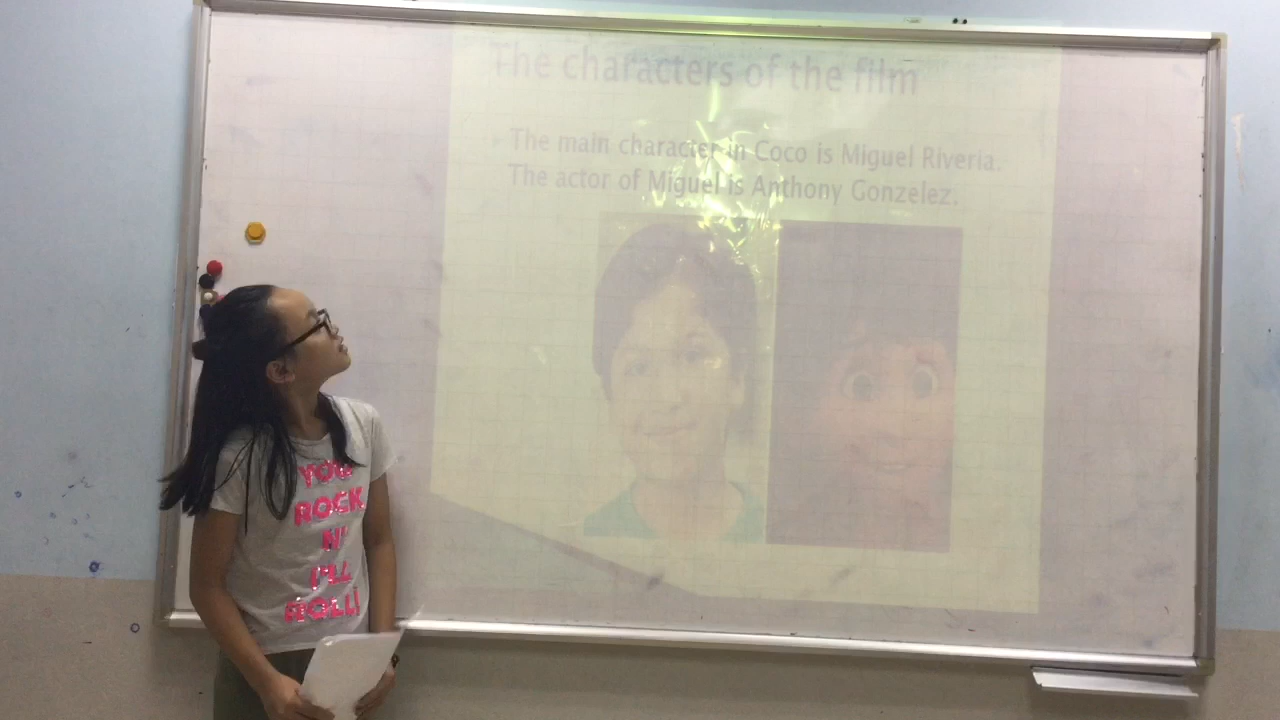 The characters of the film
The main character in Coco is Miguel Riveria.
The actor of Miguel is Anthony Gonzelez.
YOU
ROCK
N'
I'LL
ROLL!